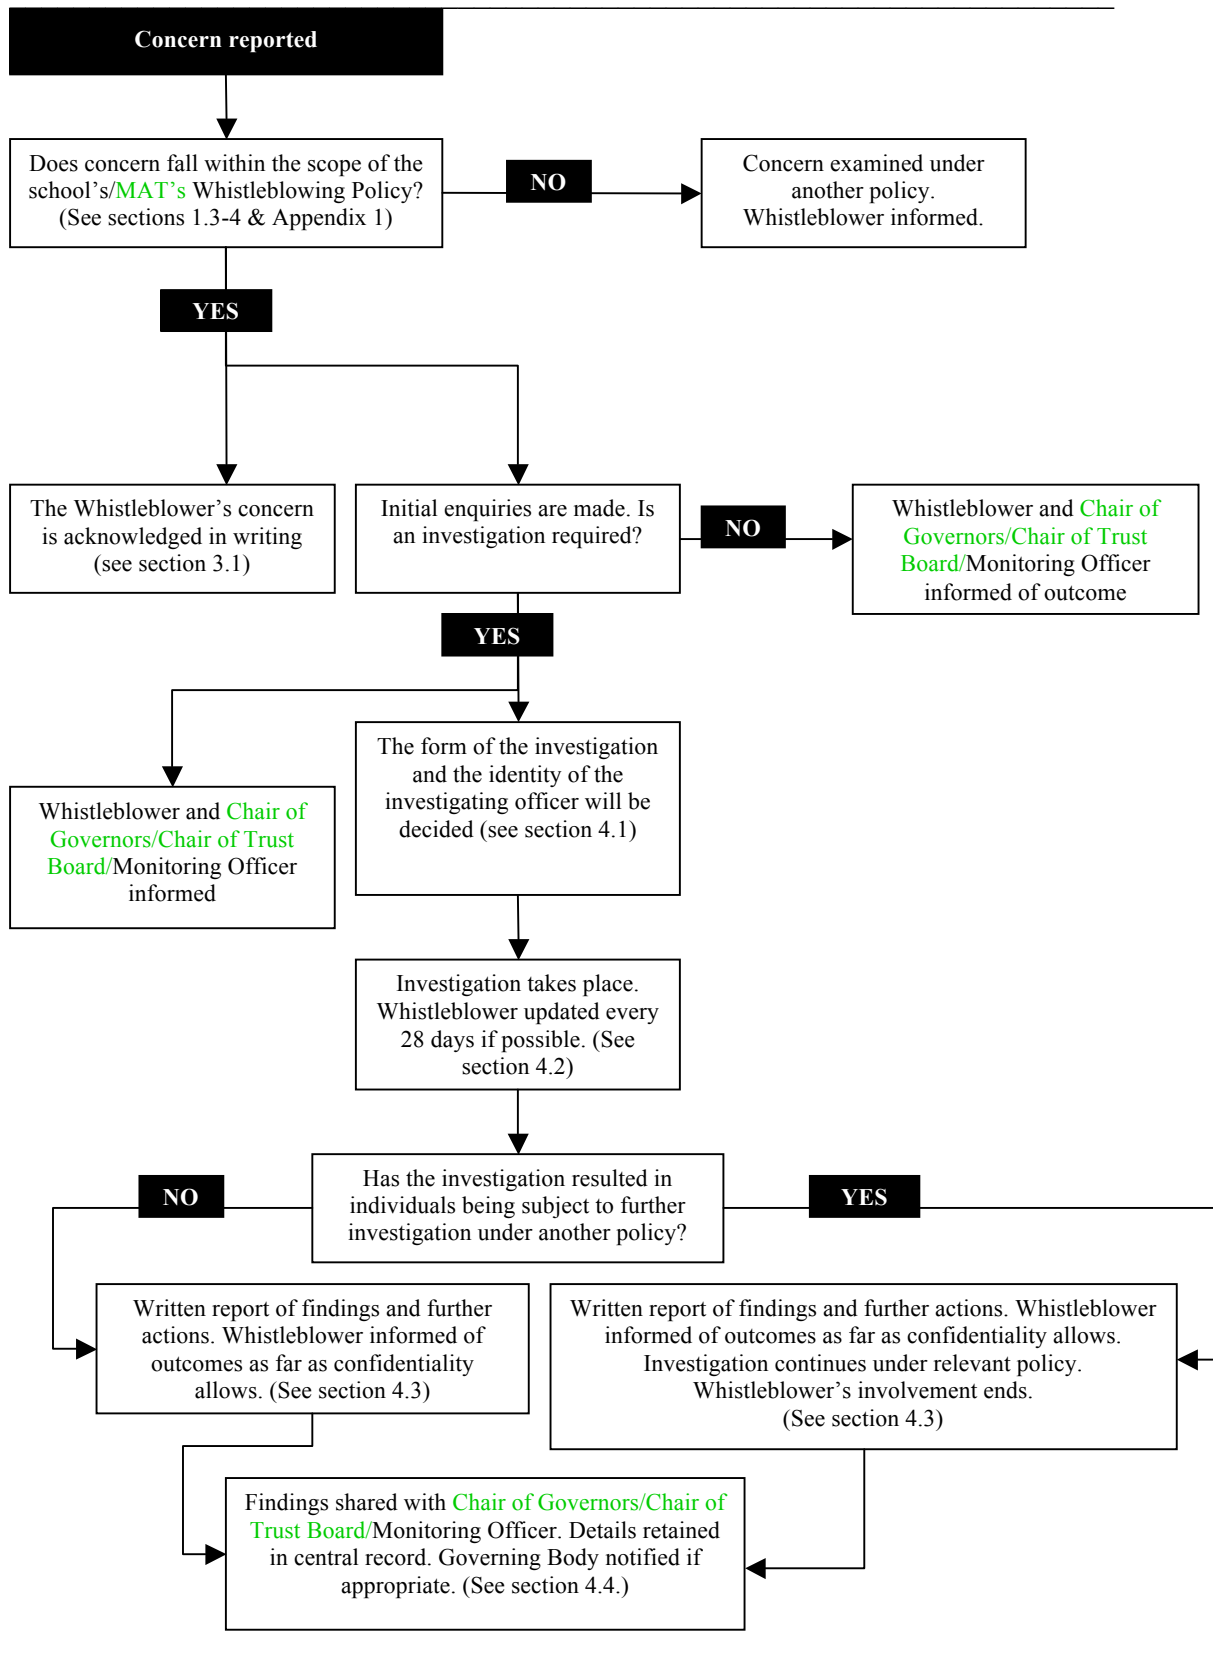 Concern reported
Does concern fall within the scope of the
school’s/MAT’s Whistleblowing Policy?
(See sections 1.3-4 & Appendix 1)
NO
Concern examined under
another policy.
Whistleblower informed.
YES
The Whistleblower’s concern
is acknowledged in writing
(see section 3.1)
Initial enquiries are made. Is
an investigation required?
NO
Whistleblower and Chair of
Governors/Chair of Trust
Board/Monitoring Officer
informed of outcome
YES
The form of the investigation
and the identity of the
investigating officer will be
decided (see section 4.1)
Whistleblower and Chair of
Governors/Chair of Trust
Board/Monitoring Officer
informed
Investigation takes place.
Whistleblower updated every
28 days if possible. (See
section 4.2)
NO
Has the investigation resulted in
individuals being subject to further
investigation under another policy?
YES
Written report of findings and further
actions. Whistleblower informed of
outcomes as far as confidentiality
allows. (See section 4.3)
Written report of findings and further actions. Whistleblower
informed of outcomes as far as confidentiality allows.
Investigation continues under relevant policy.
Whistleblower’s involvement ends.
(See section 4.3)
Findings shared with Chair of Governors/Chair of
Trust Board/Monitoring Officer. Details retained
in central record. Governing Body notified if
appropriate. (See section 4.4.)